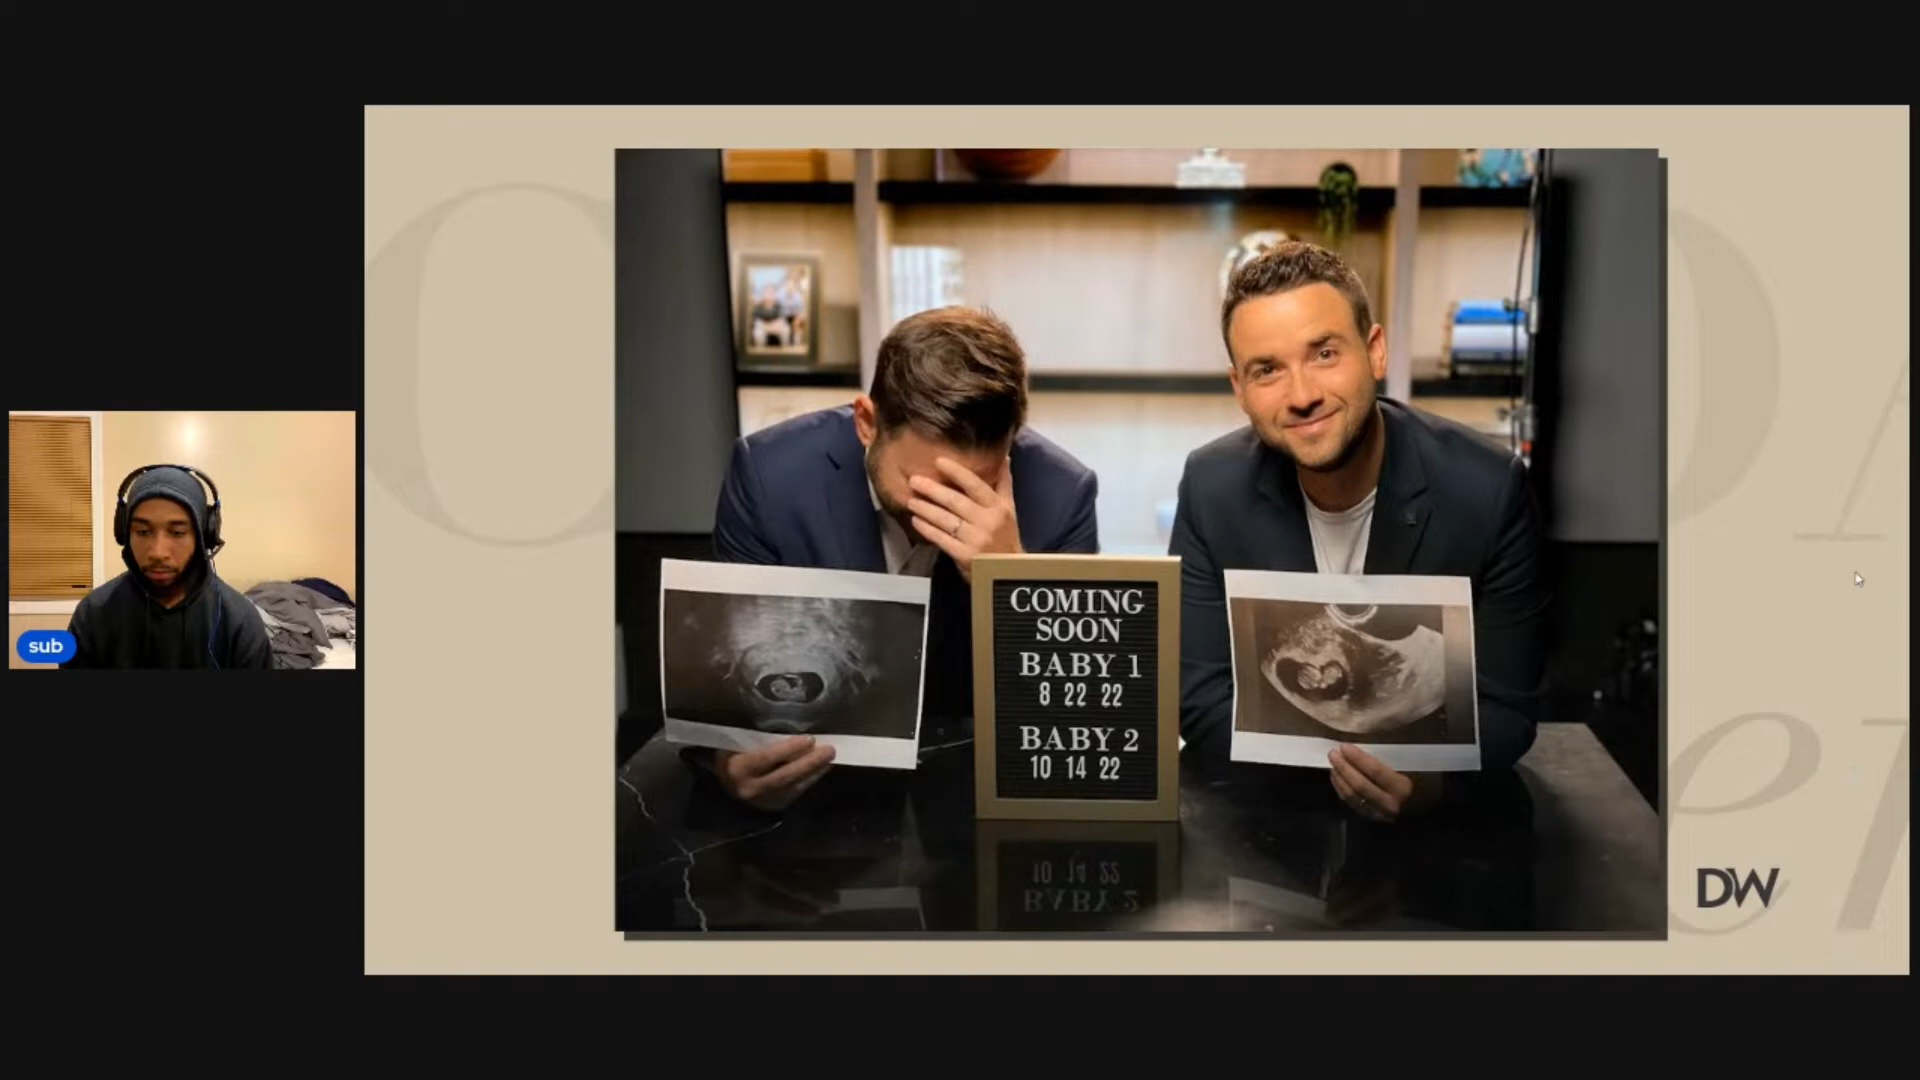 sub
COMING
SOON
BABY 1
8 22 22
BABY 2
10 14 22
DW